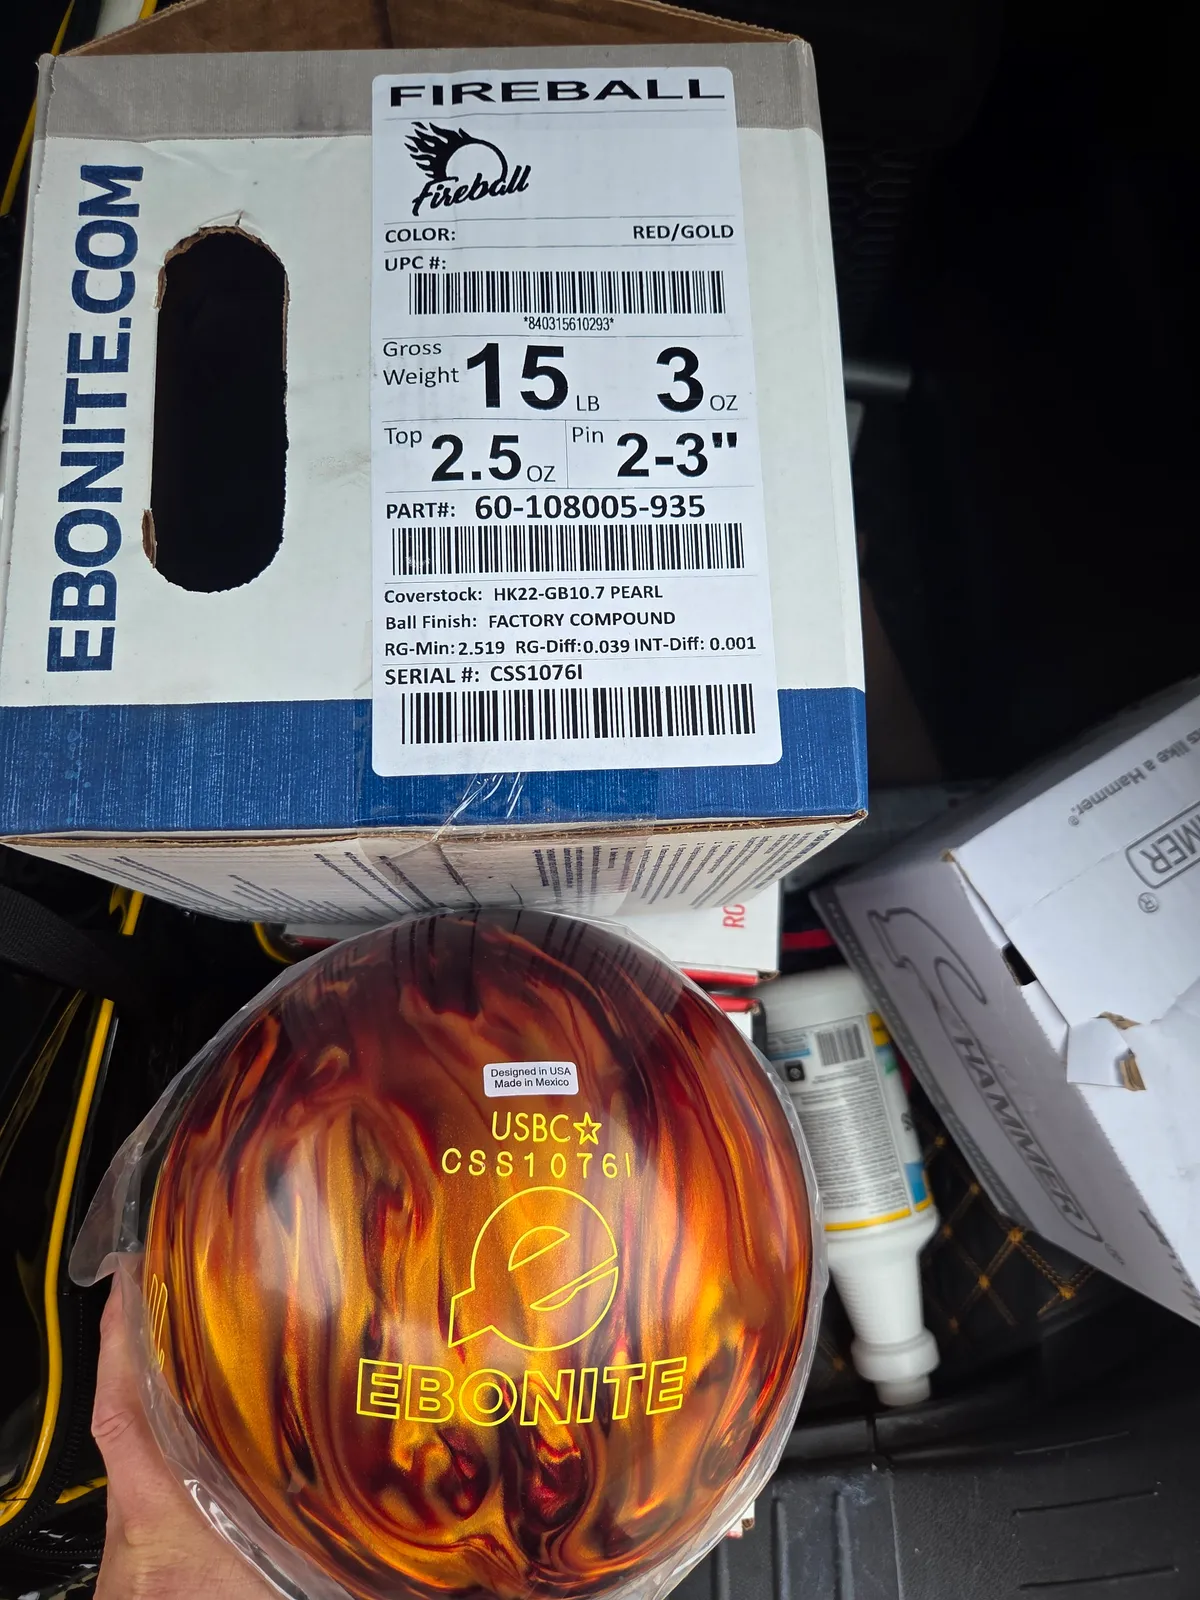 EBONITE.COM
FIREBALL
Fireball
COLOR: RED/GOLD
UPC #:
*840315610293*
Gross Weight 15 LB 3 OZ
Top 2.5 OZ Pin 2-3"
PART#: 60-108005-935
Coverstock: HK22-GB10.7 PEARL
Ball Finish: FACTORY COMPOUND
RG-Min: 2.519 RG-Diff:0.039 INT-Diff: 0.001
SERIAL #: CSS1076I
like a Hammer.®
HAMMER®
Designed in USA
Made in Mexico
USBC☆
CSS1076I
e
EBONITE